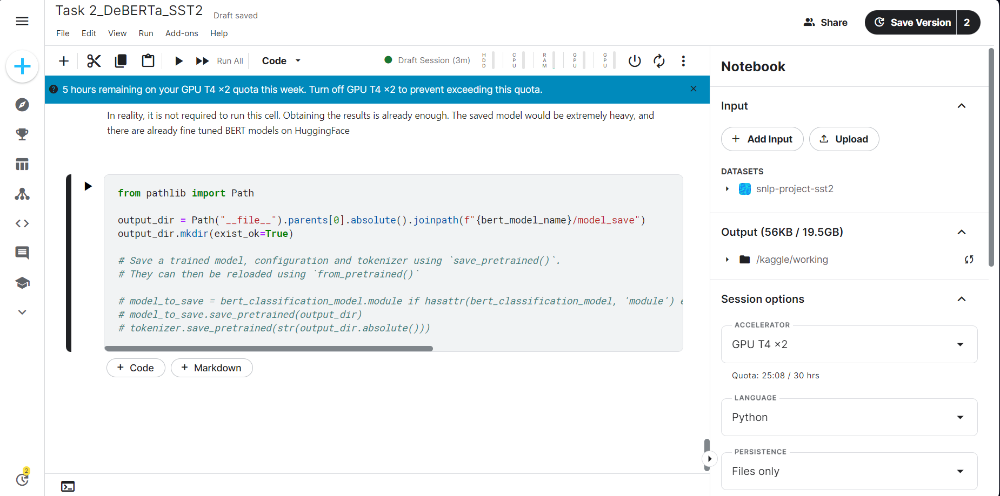 Task 2_DeBERTa_SST2
Draft saved
File Edit View Run Add-ons Help
Share
Save Version 2
Run All
Code
Draft Session (3m)
HDD
CPU
RAM
GPU
GPU
5 hours remaining on your GPU T4 ×2 quota this week. Turn off GPU T4 ×2 to prevent exceeding this quota.
In reality, it is not required to run this cell. Obtaining the results is already enough. The saved model would be extremely heavy, and
there are already fine tuned BERT models on HuggingFace
from pathlib import Path
output_dir = Path("__file__").parents[0].absolute().joinpath(f"{bert_model_name}/model_save")
output_dir.mkdir(exist_ok=True)
# Save a trained model, configuration and tokenizer using `save_pretrained()`.
# They can then be reloaded using `from_pretrained()`
# model_to_save = bert_classification_model.module if hasattr(bert_classification_model, 'module') e
# model_to_save.save_pretrained(output_dir)
# tokenizer.save_pretrained(str(output_dir.absolute()))
+ Code
+ Markdown
Notebook
Input
+ Add Input
Upload
DATASETS
snlp-project-sst2
Output (56KB / 19.5GB)
/kaggle/working
Session options
ACCELERATOR
GPU T4 ×2
Quota: 25:08 / 30 hrs
LANGUAGE
Python
PERSISTENCE
Files only
2